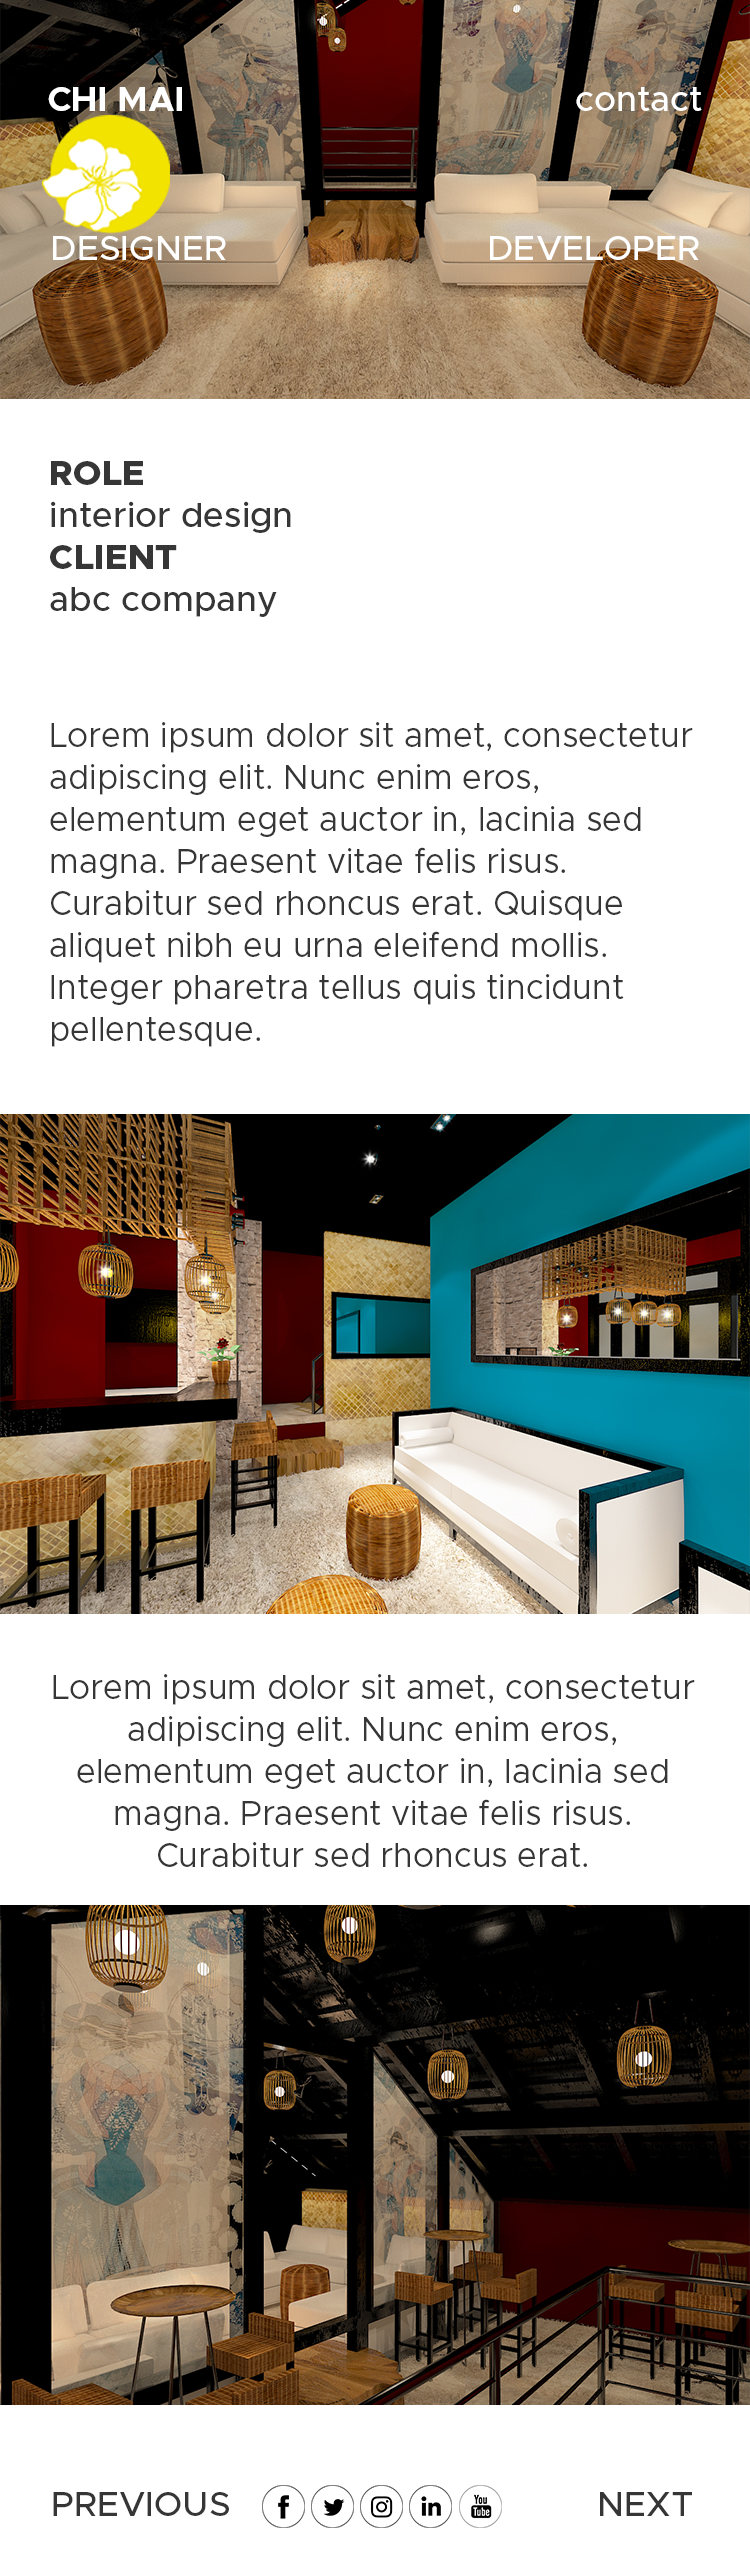 CHI MAI
contact
DESIGNER
DEVELOPER
ROLE
interior design
CLIENT
abc company
Lorem ipsum dolor sit amet, consectetur
adipiscing elit. Nunc enim eros,
elementum eget auctor in, lacinia sed
magna. Praesent vitae felis risus.
Curabitur sed rhoncus erat. Quisque
aliquet nibh eu urna eleifend mollis.
Integer pharetra tellus quis tincidunt
pellentesque.
Lorem ipsum dolor sit amet, consectetur
adipiscing elit. Nunc enim eros,
elementum eget auctor in, lacinia sed
magna. Praesent vitae felis risus.
Curabitur sed rhoncus erat.
PREVIOUS
f
in
You
Tube
NEXT